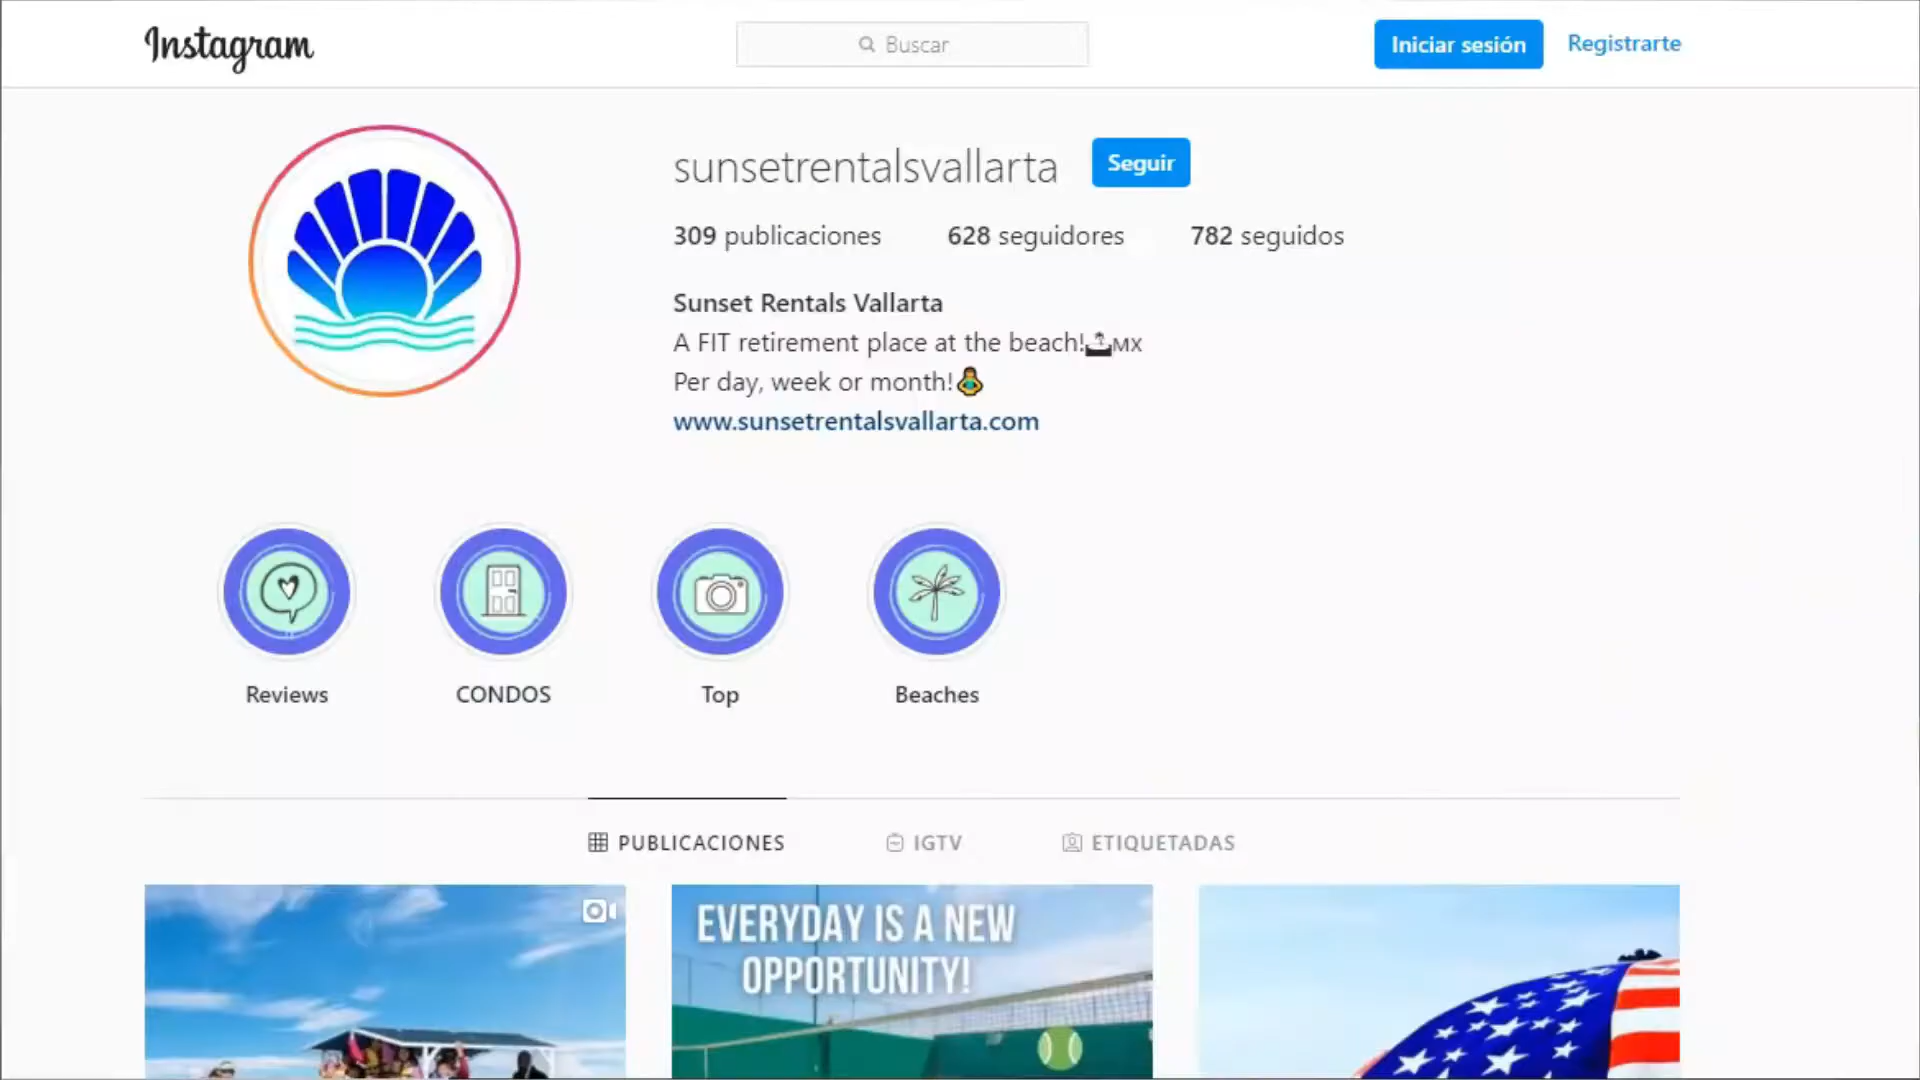 Instagram
Buscar
Iniciar sesión
Registrarte
sunsetrentalsvallarta
Seguir
309 publicaciones
628 seguidores
782 seguidos
Sunset Rentals Vallarta
A FIT retirement place at the beach!🏝MX
Per day, week or month!
www.sunsetrentalsvallarta.com
Reviews
CONDOS
Top
Beaches
PUBLICACIONES
IGTV
ETIQUETADAS
EVERYDAY IS A NEW
OPPORTUNITY!